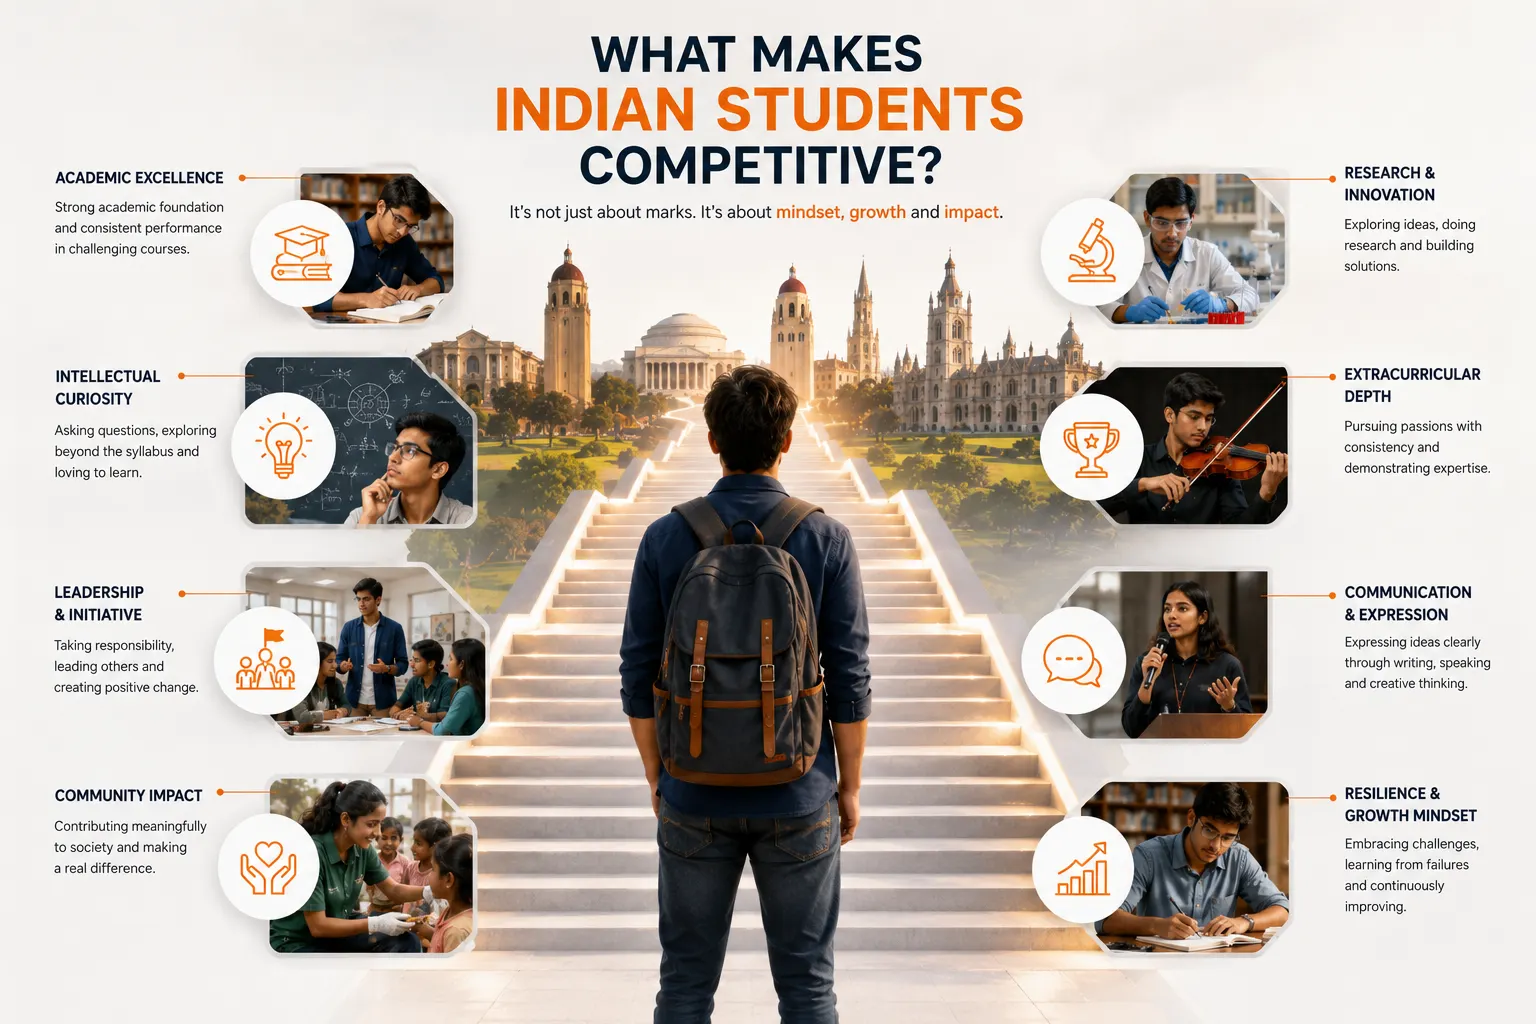 WHAT MAKES
INDIAN STUDENTS
COMPETITIVE?
It's not just about marks. It's about mindset, growth and impact.
ACADEMIC EXCELLENCE
Strong academic foundation
and consistent performance
in challenging courses.
INTELLECTUAL
CURIOSITY
Asking questions, exploring
beyond the syllabus and
loving to learn.
LEADERSHIP
& INITIATIVE
Taking responsibility,
leading others and
creating positive change.
COMMUNITY IMPACT
Contributing meaningfully
to society and making
a real difference.
RESEARCH &
INNOVATION
Exploring ideas, doing
research and building
solutions.
EXTRACURRICULAR
DEPTH
Pursuing passions with
consistency and
demonstrating expertise.
COMMUNICATION
& EXPRESSION
Expressing ideas clearly
through writing, speaking
and creative thinking.
RESILIENCE &
GROWTH MINDSET
Embracing challenges,
learning from failures
and continuously
improving.